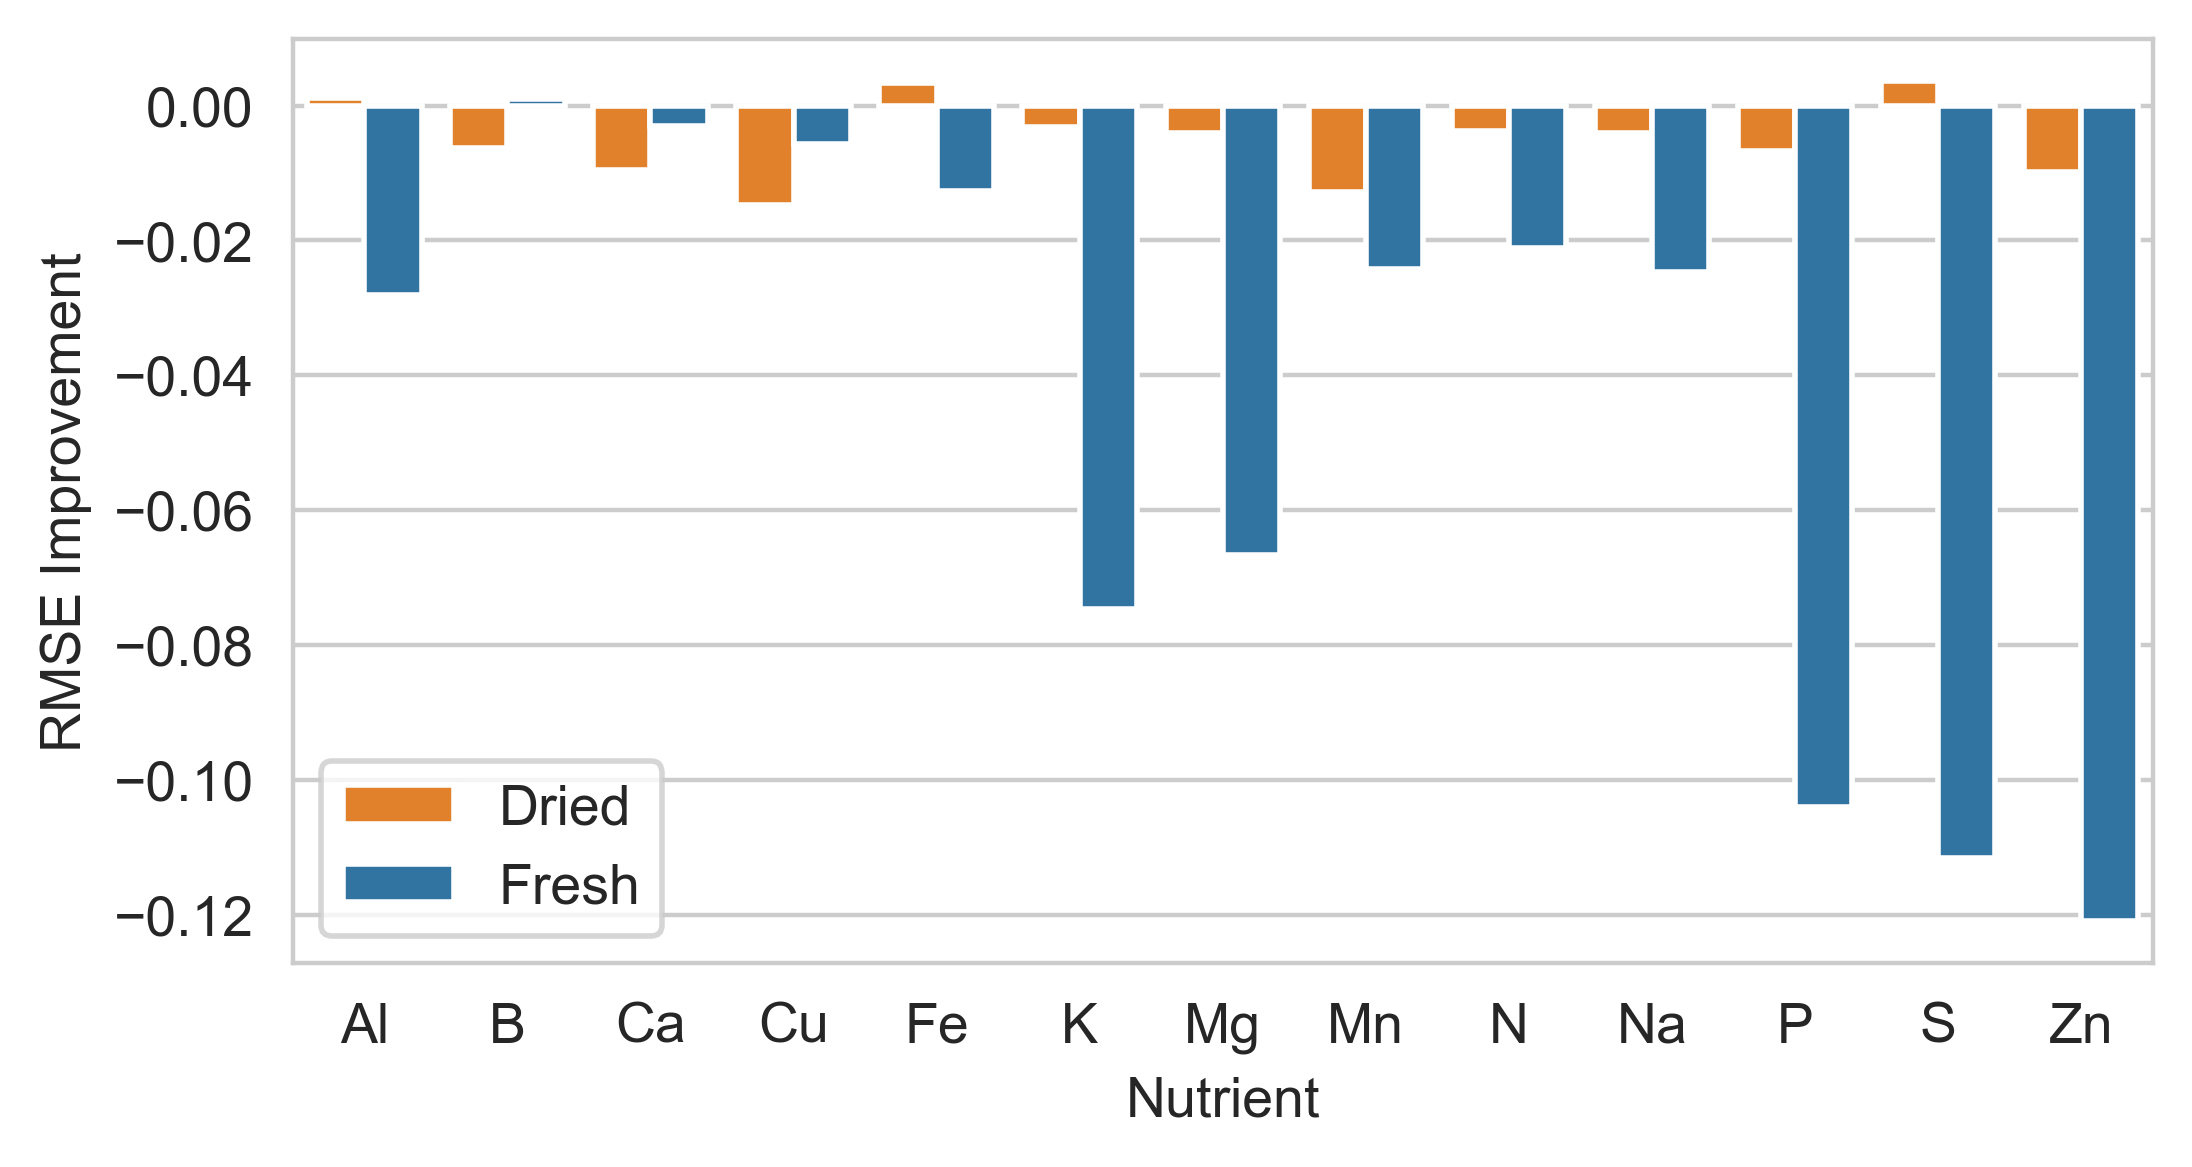 RMSE Improvement
0.00
−0.02
−0.04
−0.06
−0.08
−0.10
−0.12
Dried
Fresh
Al B Ca Cu Fe K Mg Mn N Na P S Zn
Nutrient